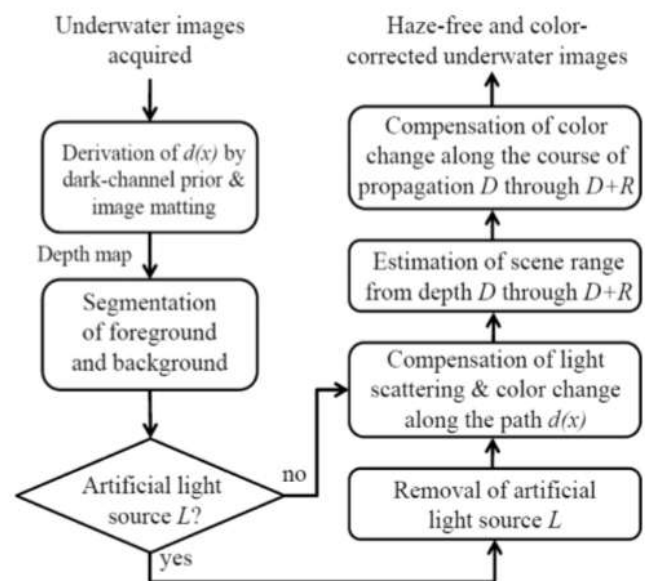 Underwater images
acquired
Derivation of d(x) by
dark-channel prior &
image matting
Depth map
Segmentation
of foreground
and background
Artificial light
source L?
no
yes
Removal of artificial
light source L
Compensation of light
scattering & color change
along the path d(x)
Estimation of scene range
from depth D through D+R
Compensation of color
change along the course of
propagation D through D+R
Haze-free and color-
corrected underwater images